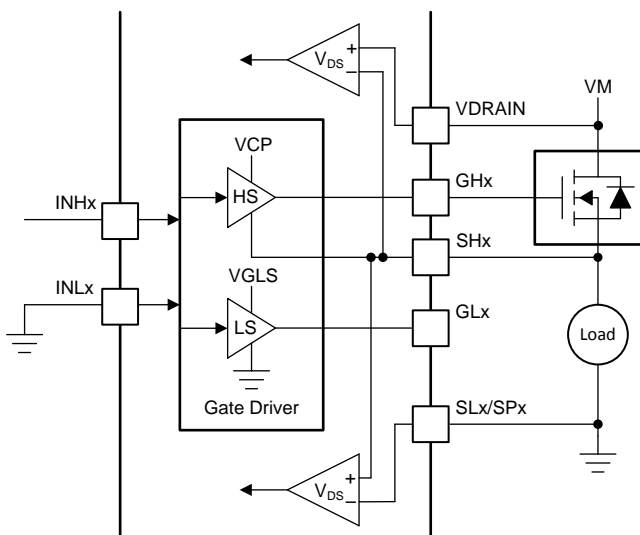 VDS
+
−
VM
VDRAIN
VCP
INHx
HS
GHx
SHx
VGLS
INLx
LS
GLx
Load
Gate Driver
SLx/SPx
VDS
+
−